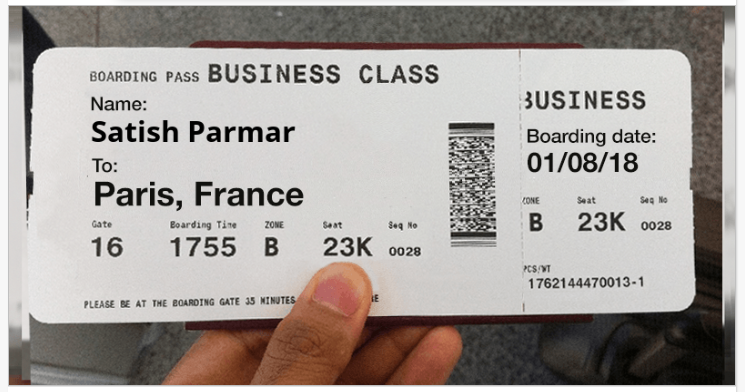 BOARDING PASS BUSINESS CLASS
Name:
Satish Parmar
To:
Paris, France
Gate Boarding Time ZONE Seat Seq No
16 1755 B 23K 0028
PLEASE BE AT THE BOARDING GATE 35 MINUTES
BUSINESS
Boarding date:
01/08/18
ZONE Seat Seq No
B 23K 0028
PCS/WT
1762144470013-1